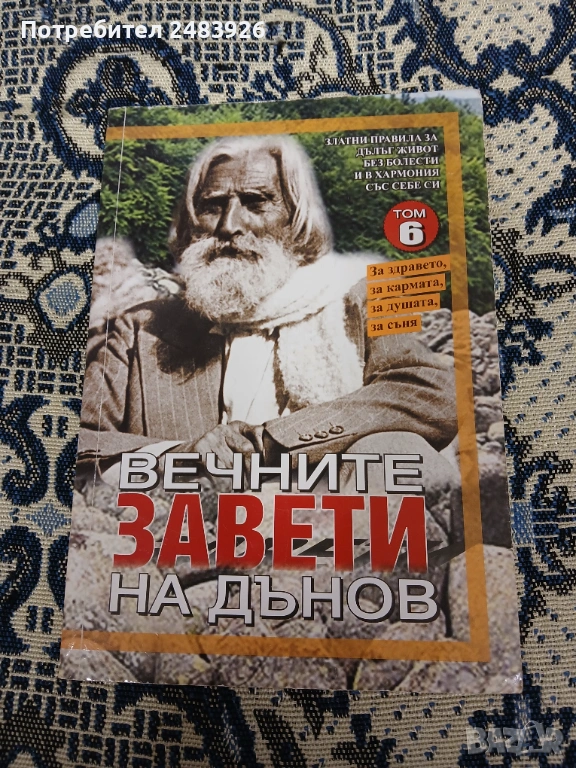 Потребител 2483926
ЗЛАТНИ ПРАВИЛА ЗА
ДЪЛЪГ ЖИВОТ
БЕЗ БОЛЕСТИ
И В ХАРМОНИЯ
СЪС СЕБЕ СИ
ТОМ
6
За здравето,
за кармата,
за душата,
за съня
ВЕЧНИТЕ
ЗАВЕТИ
НА ДЪНОВ
BAZAR